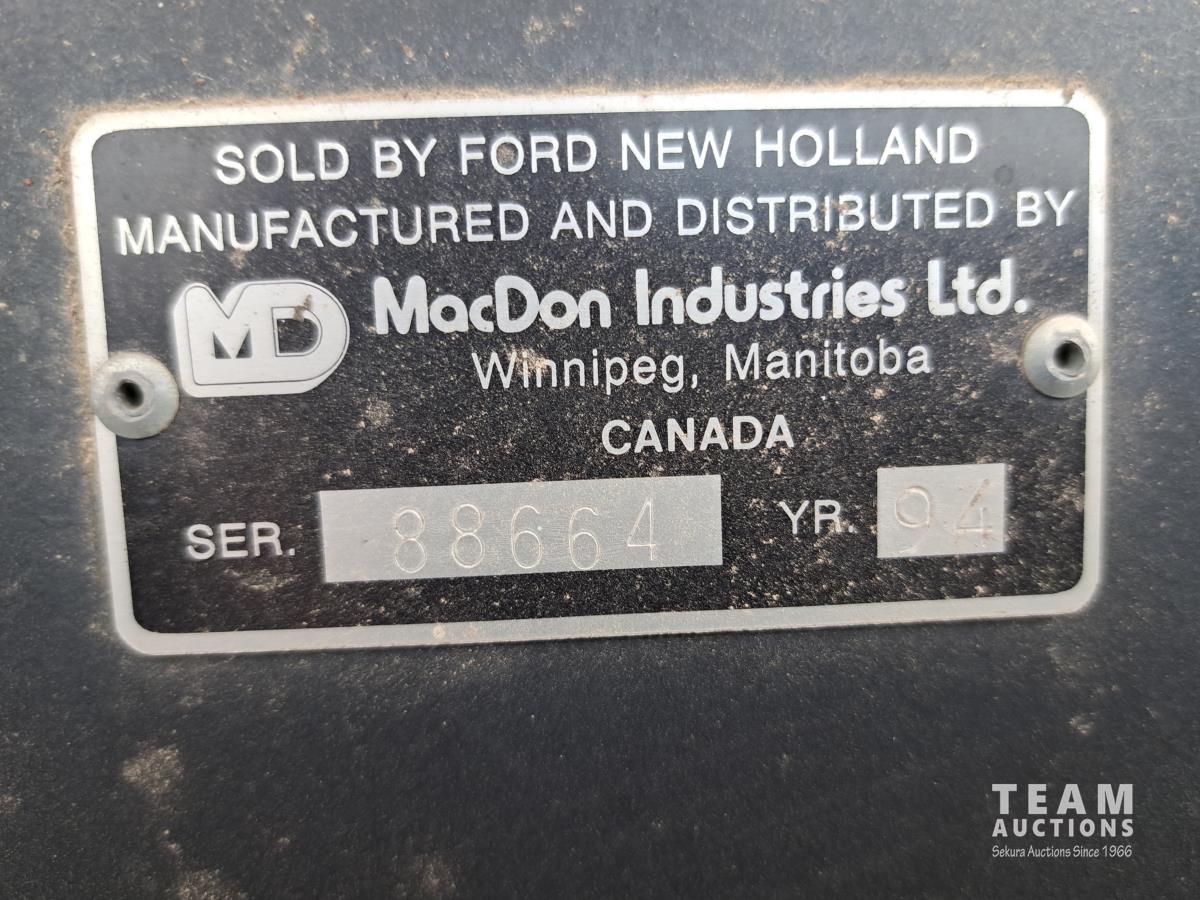 SOLD BY FORD NEW HOLLAND
MANUFACTURED AND DISTRIBUTED BY
MD MacDon Industries Ltd.
Winnipeg, Manitoba
CANADA
SER. 88664 YR. 94
TEAM
AUCTIONS
Sekura Auctions Since 1966